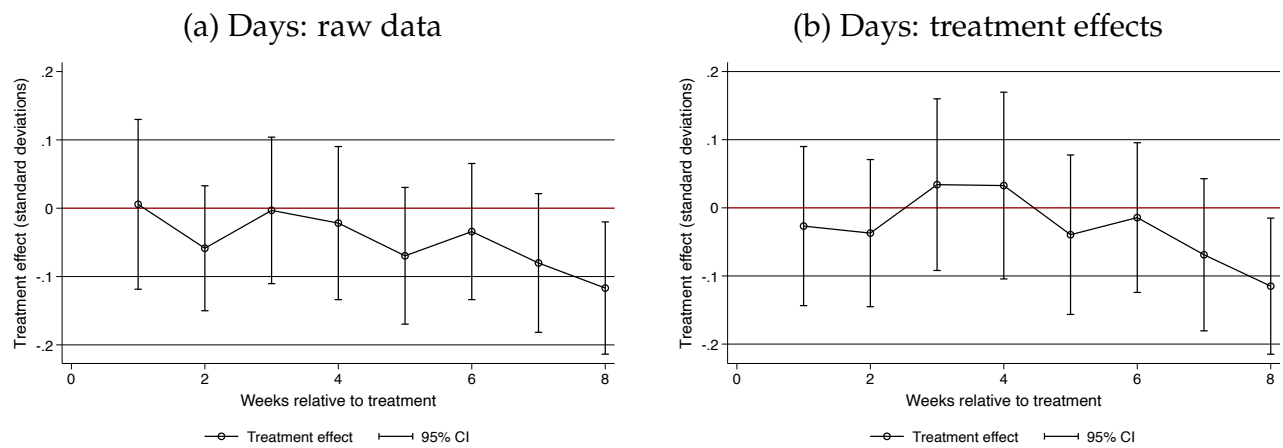 (a) Days: raw data
Treatment effect (standard deviations)
.2
.1
0
-.1
-.2
0 2 4 6 8
Weeks relative to treatment
Treatment effect 95% CI
(b) Days: treatment effects
Treatment effect (standard deviations)
.2
.1
0
-.1
-.2
0 2 4 6 8
Weeks relative to treatment
Treatment effect 95% CI